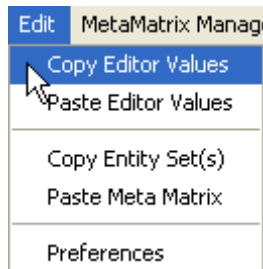 Edit MetaMatrix Manag
Copy Editor Values
Paste Editor Values
Copy Entity Set(s)
Paste Meta Matrix
Preferences